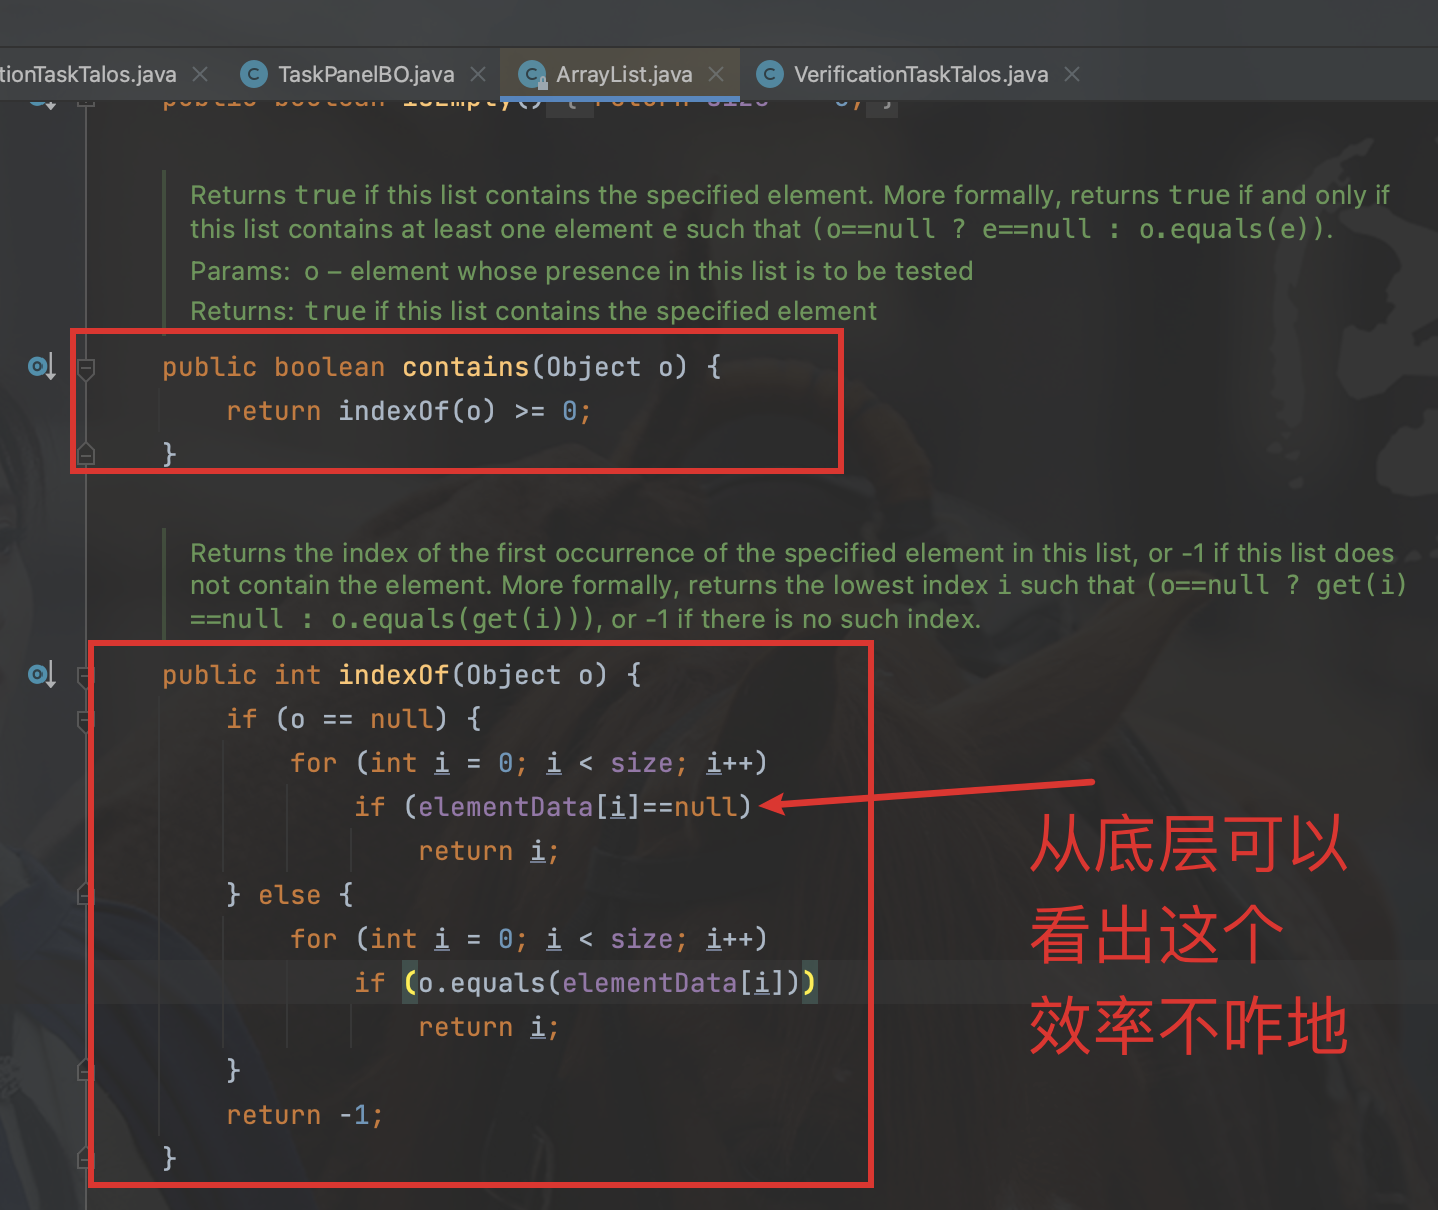 tionTaskTalos.java
TaskPanelBO.java
ArrayList.java
VerificationTaskTalos.java
public boolean isEmpty() { return size
Returns true if this list contains the specified element. More formally, returns true if and only if
this list contains at least one element e such that (o==null ? e==null : o.equals(e)).
Params: o – element whose presence in this list is to be tested
Returns: true if this list contains the specified element
public boolean contains(Object o) {
return indexOf(o) >= 0;
}
Returns the index of the first occurrence of the specified element in this list, or -1 if this list does
not contain the element. More formally, returns the lowest index i such that (o==null ? get(i)
==null : o.equals(get(i))), or -1 if there is no such index.
public int indexOf(Object o) {
if (o == null) {
for (int i = 0; i < size; i++)
if (elementData[i]==null)
return i;
} else {
for (int i = 0; i < size; i++)
if (o.equals(elementData[i]))
return i;
}
return -1;
}
从底层可以
看出这个
效率不咋地